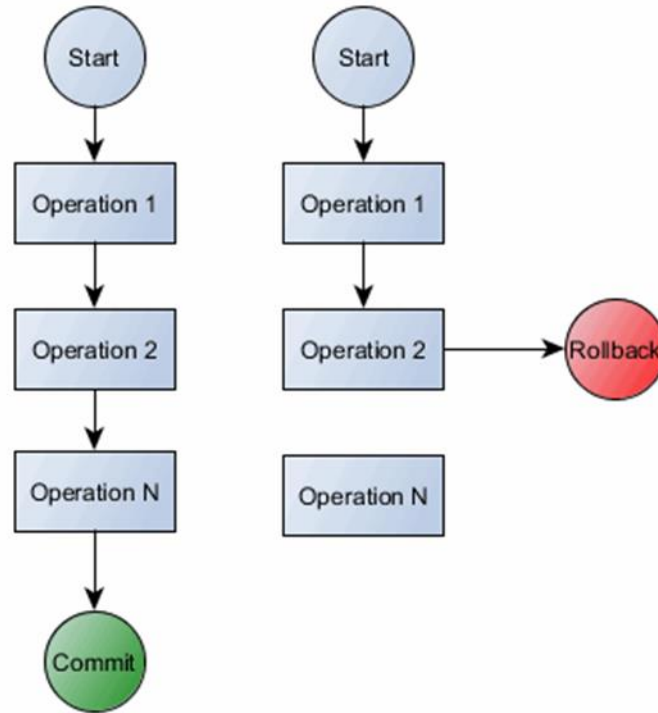 Start
Operation 1
Operation 2
Operation N
Commit
Start
Operation 1
Operation 2
Rollback
Operation N